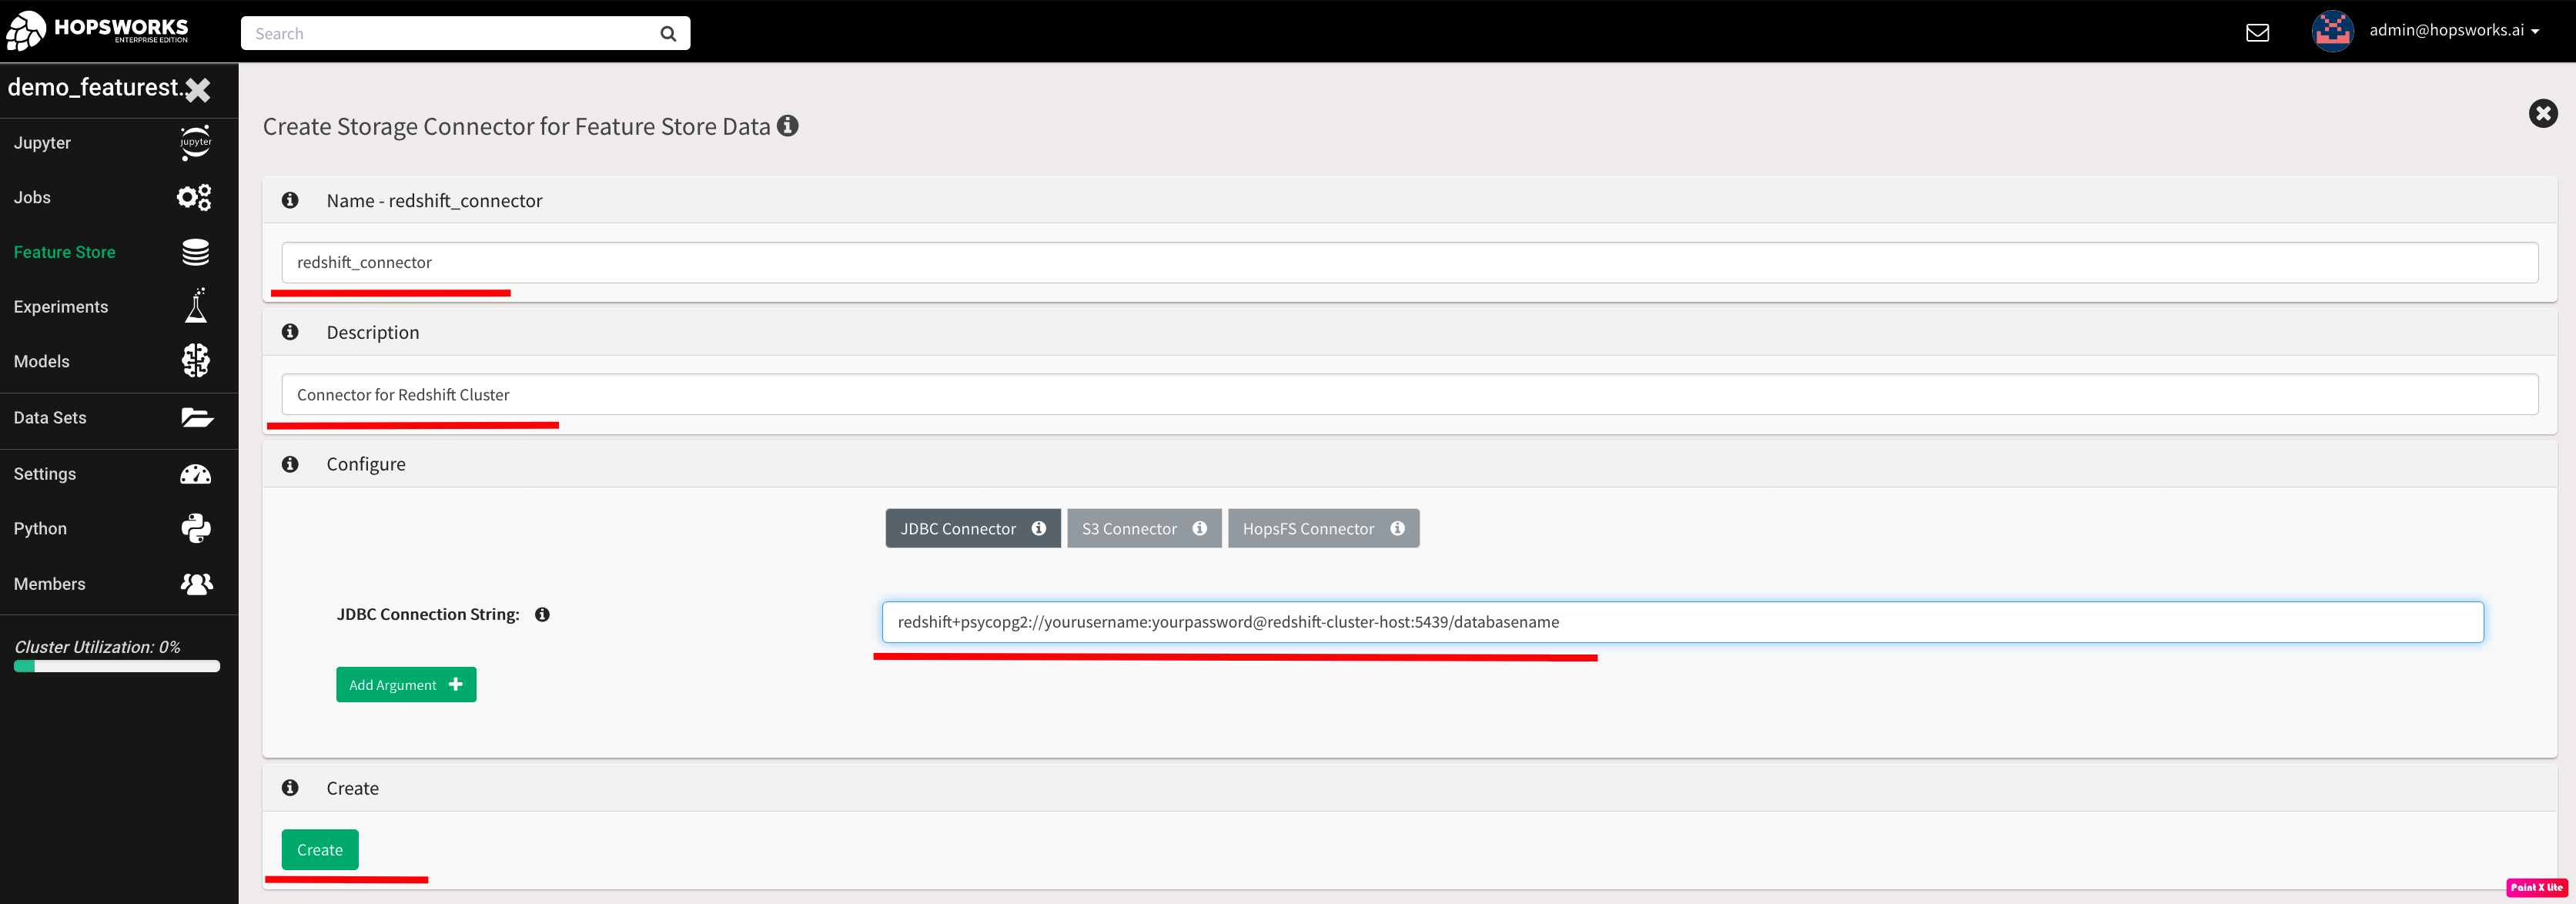 HOPSWORKS
ENTERPRISE EDITION
Search
admin@hopsworks.ai
demo_featurest..
Jupyter
jupyter
Jobs
Feature Store
Experiments
Models
Data Sets
Settings
Python
Members
Cluster Utilization: 0%
Create Storage Connector for Feature Store Data
Name - redshift_connector
redshift_connector
Description
Connector for Redshift Cluster
Configure
JDBC Connector
S3 Connector
HopsFS Connector
JDBC Connection String:
redshift+psycopg2://yourusername:yourpassword@redshift-cluster-host:5439/databasename
Add Argument
Create
Create
Paint X Lite